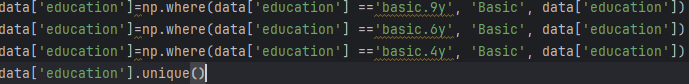 data['education']=np.where(data['education'] =='basic.9y', 'Basic', data['education'])
data['education']=np.where(data['education'] =='basic.6y', 'Basic', data['education'])
data['education']=np.where(data['education'] =='basic.4y', 'Basic', data['education'])
data['education'].unique()